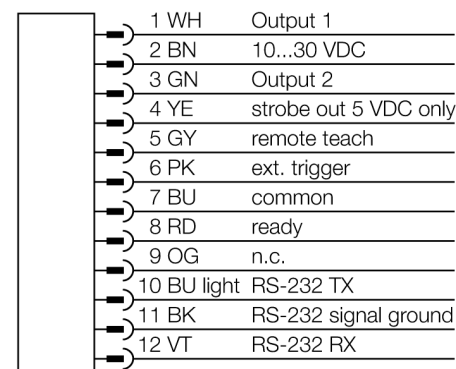 1 WH Output 1
2 BN 10...30 VDC
3 GN Output 2
4 YE strobe out 5 VDC only
5 GY remote teach
6 PK ext. trigger
7 BU common
8 RD ready
9 OG n.c.
10 BU light RS-232 TX
11 BK RS-232 signal ground
12 VT RS-232 RX